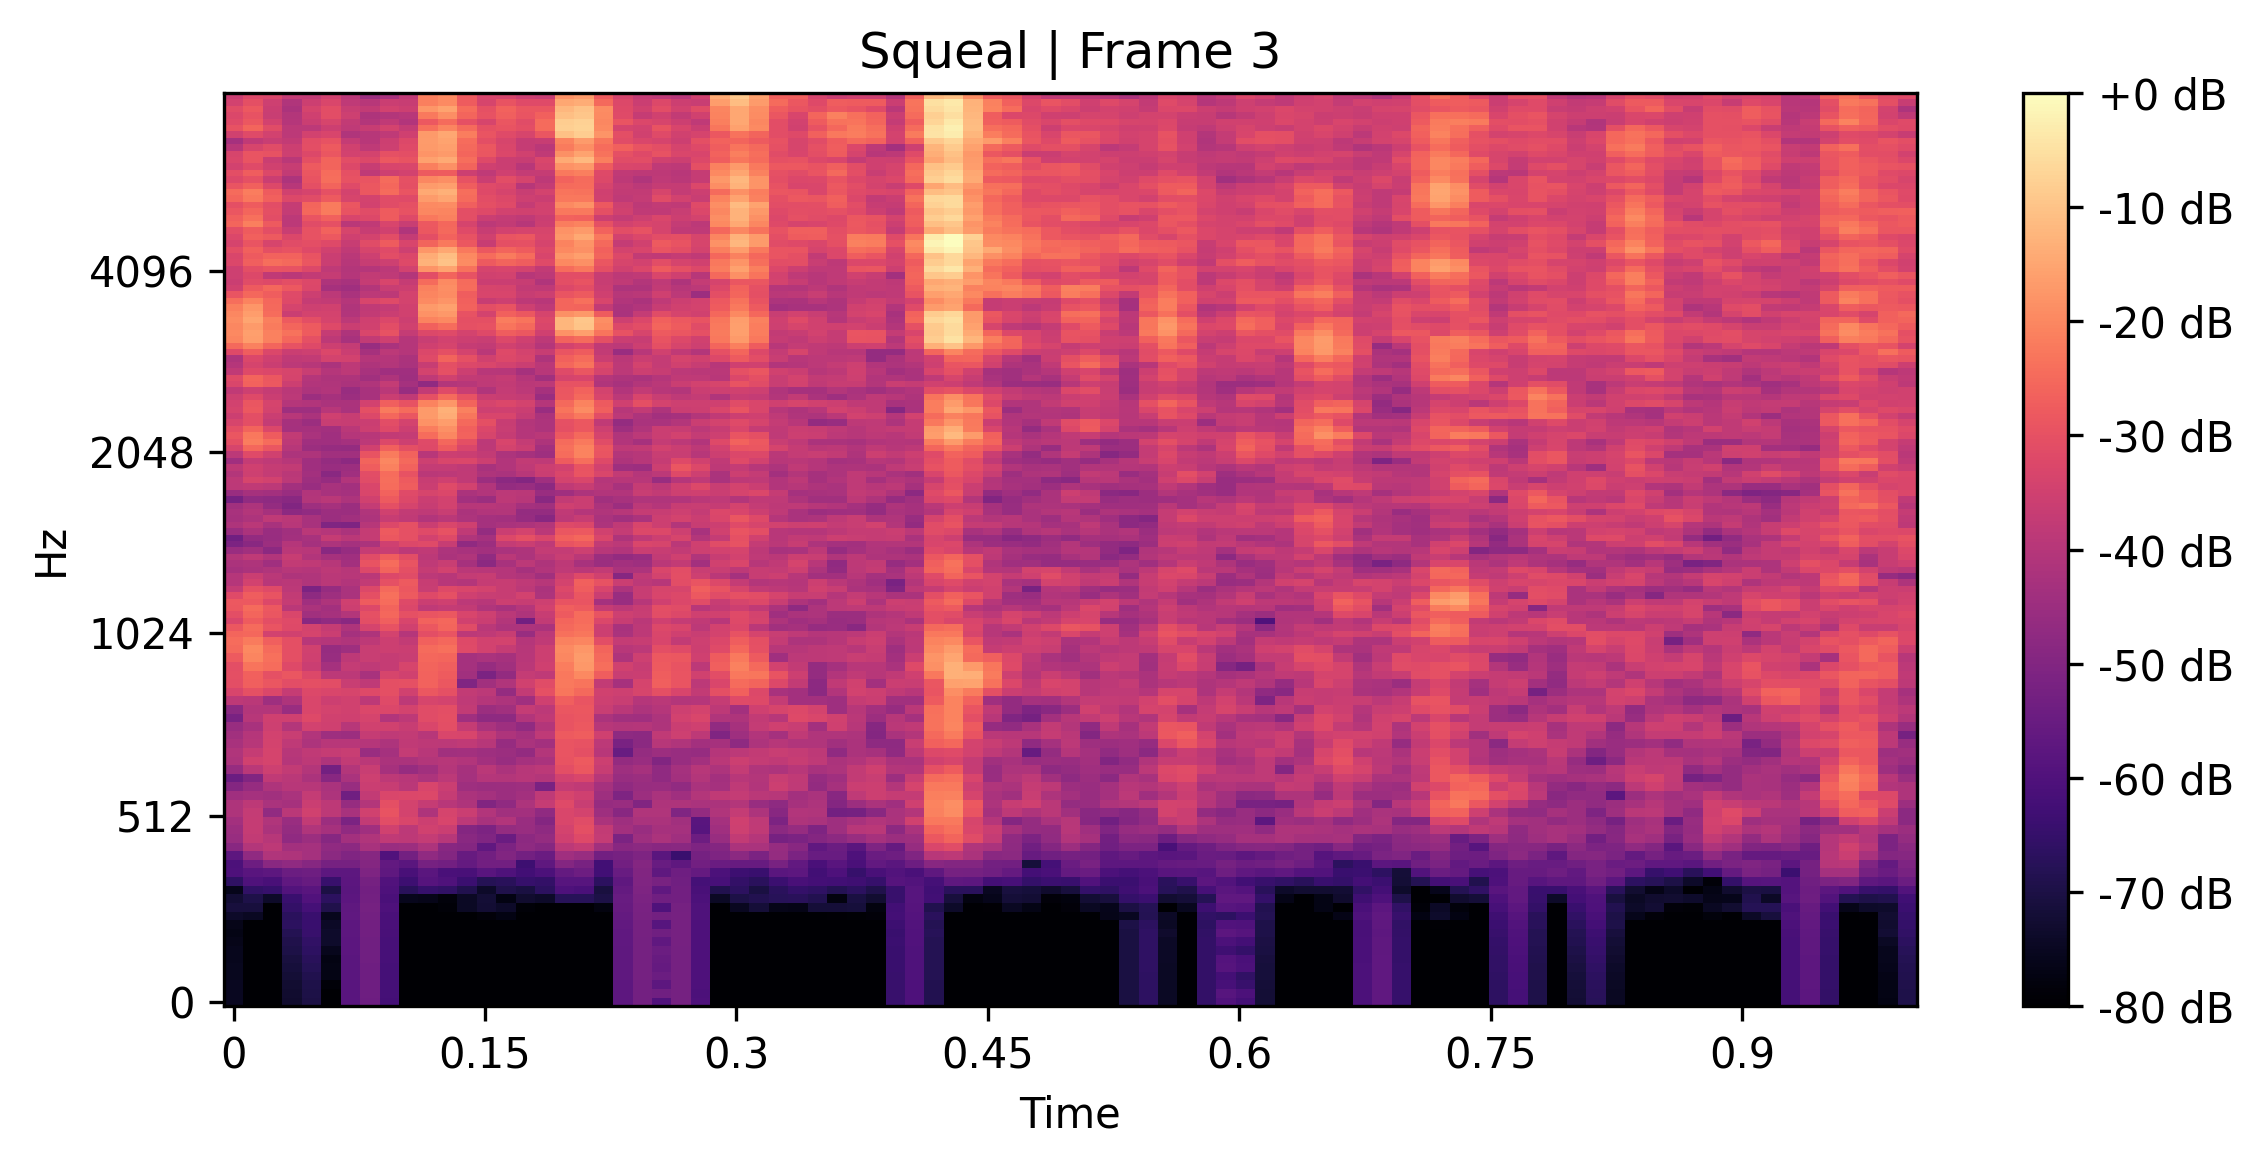 Squeal | Frame 3
Hz
4096
2048
1024
512
0
0 0.15 0.3 0.45 0.6 0.75 0.9
Time
+0 dB
-10 dB
-20 dB
-30 dB
-40 dB
-50 dB
-60 dB
-70 dB
-80 dB